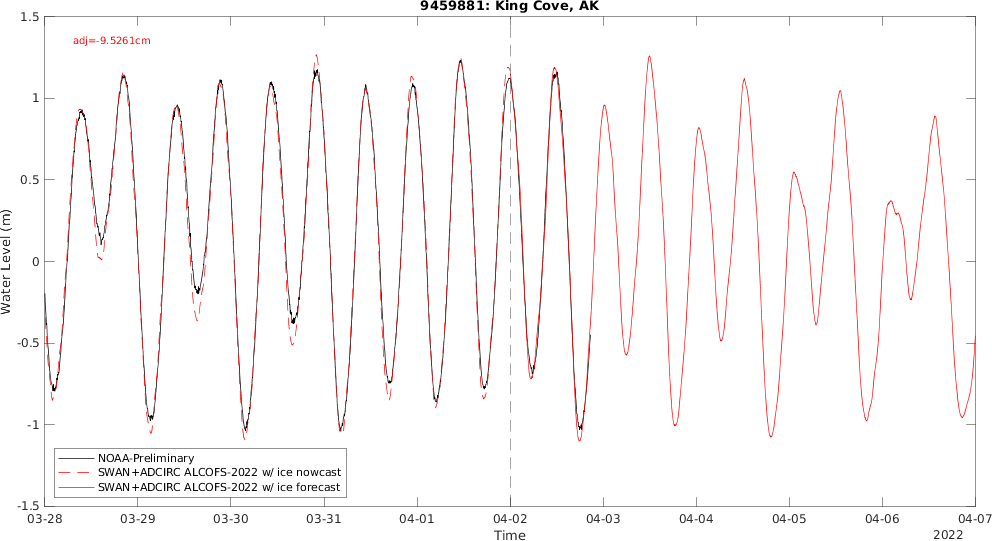 9459881: King Cove, AK
adj=-9.5261cm
Water Level (m)
1.5
1
0.5
0
-0.5
-1
-1.5
NOAA-Preliminary
SWAN+ADCIRC ALCOFS-2022 w/ ice nowcast
SWAN+ADCIRC ALCOFS-2022 w/ ice forecast
03-28 03-29 03-30 03-31 04-01 04-02 04-03 04-04 04-05 04-06 04-07
Time
2022